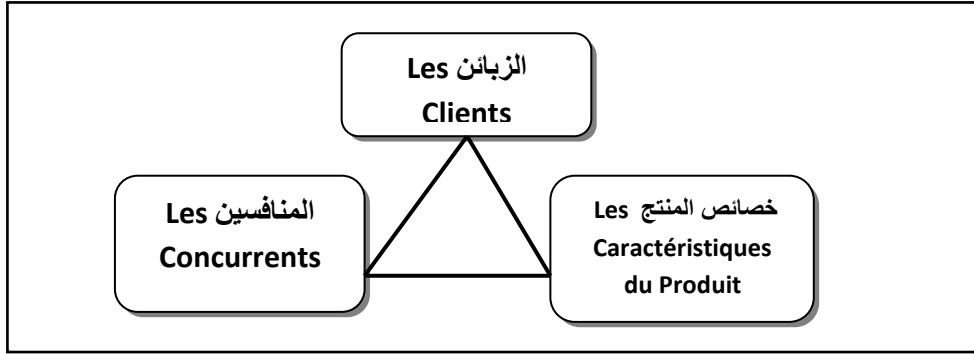 الزبائن Les
Clients
المنافسين Les
Concurrents
خصائص المنتج Les
Caractéristiques
du Produit